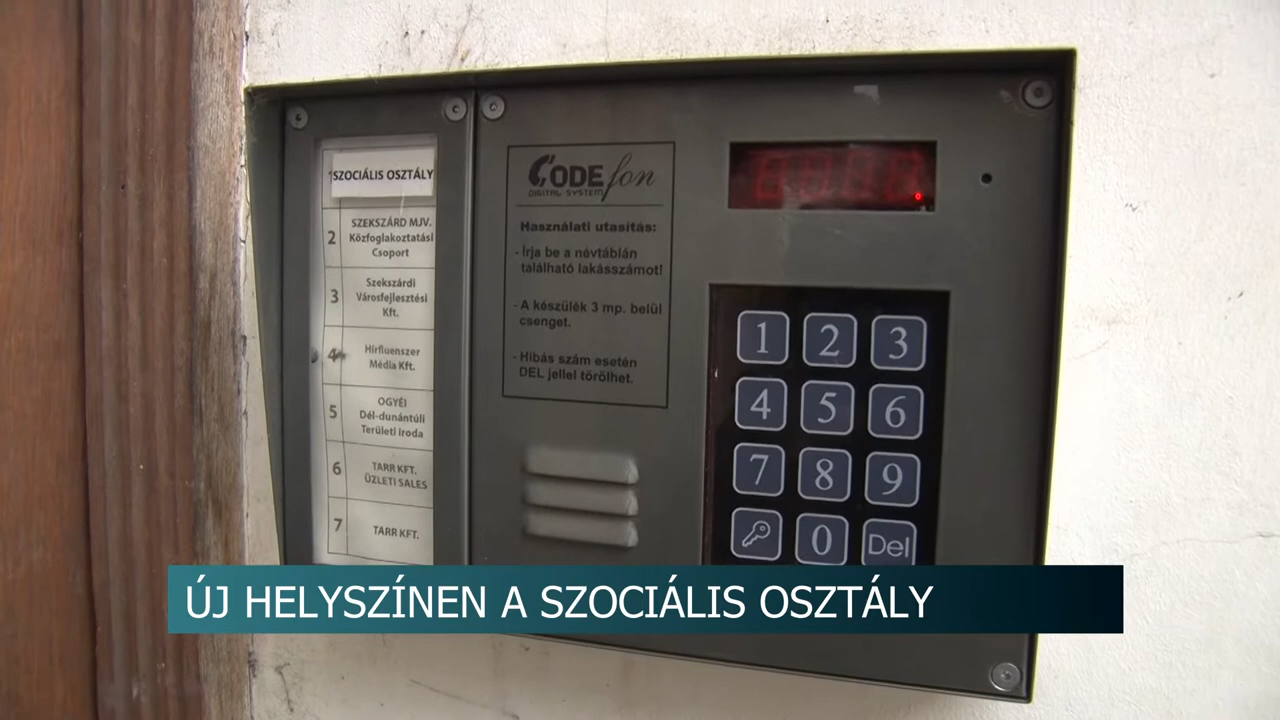 1 SZOCIÁLIS OSZTÁLY
2 SZEKSZÁRD MJV.
Közfoglakoztatási
Csoport
3 Szekszárdi
Városfejlesztési
Kft.
4 Hírfluenszer
Média Kft.
5 OGYÉI
Dél-dunántúli
Területi iroda
6 TARR KFT.
ÜZLETI SALES
7 TARR KFT.
CODEfon
DIGITAL SYSTEM
Használati utasítás:
- Írja be a névtáblán
található lakásszámot!
- A készülék 3 mp. belül
csenget.
- Hibás szám esetén
DEL jellel törölhet.
1 2 3
4 5 6
7 8 9
0 Del
ÚJ HELYSZÍNEN A SZOCIÁLIS OSZTÁLY